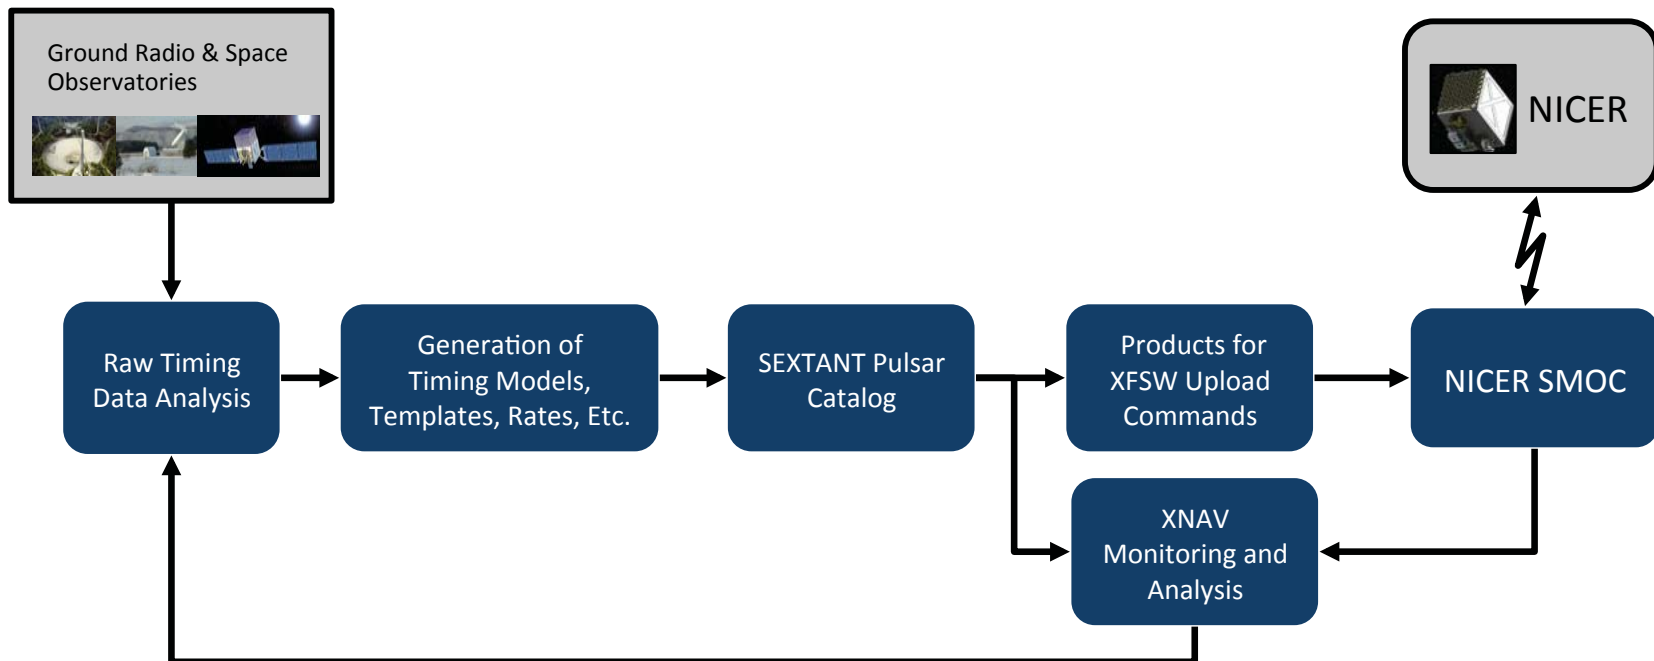 Ground Radio & Space
Observatories
NICER
Raw Timing
Data Analysis
Generation of
Timing Models,
Templates, Rates, Etc.
SEXTANT Pulsar
Catalog
Products for
XFSW Upload
Commands
NICER SMOC
XNAV
Monitoring and
Analysis